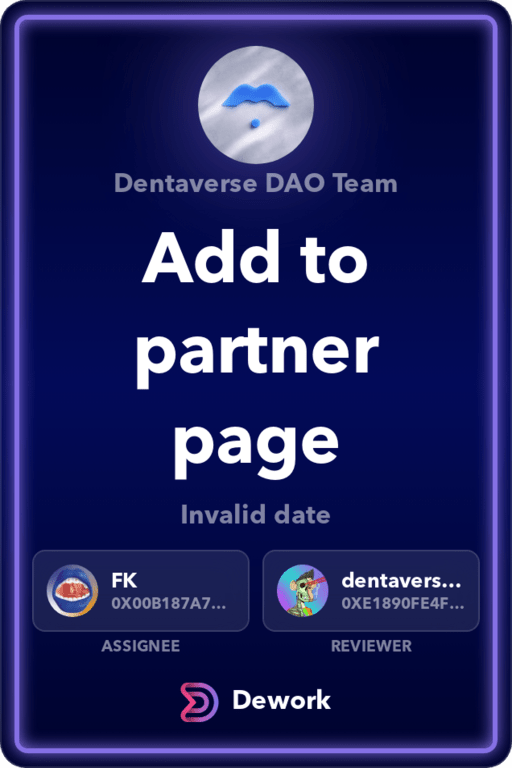 Dentaverse DAO Team
Add to
partner
page
Invalid date
FK
0X00B187A7...
dentavers...
0XE1890FE4F...
ASSIGNEE
REVIEWER
Dework